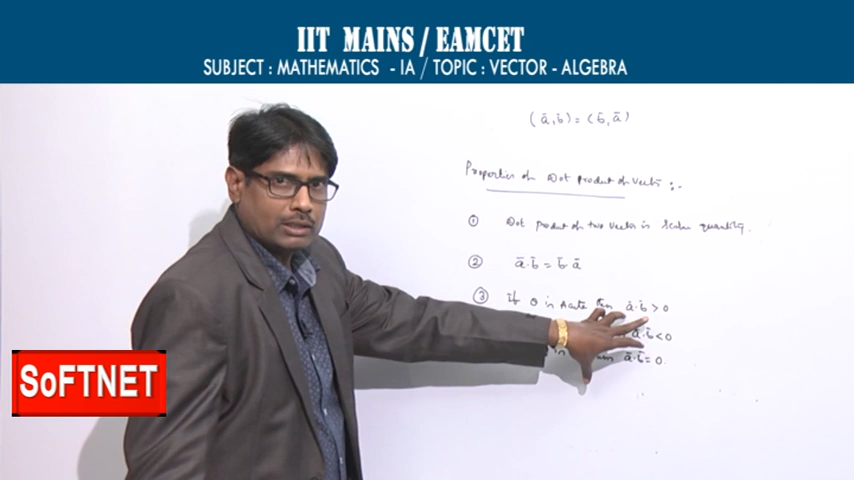 IIT MAINS / EAMCET
SUBJECT : MATHEMATICS - IA / TOPIC : VECTOR - ALGEBRA
(ā,b̄) = (b̄,ā)
Properties of Dot product of Vectors :-
① Dot product of two vector is Scalar quantity.
② ā.b̄ = b̄.ā
③ If θ is Acute then ā.b̄ > 0
ā.b̄ < 0
ā.b̄ = 0.
SoFTNET